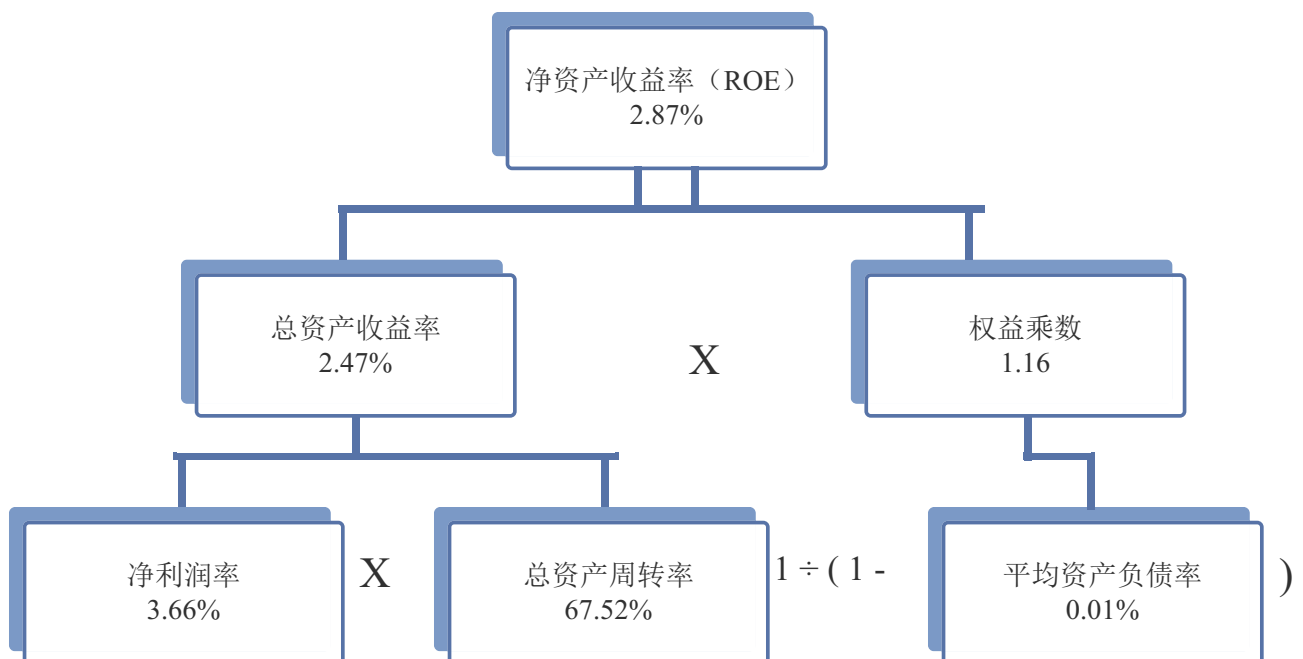 净资产收益率（ROE）
2.87%
总资产收益率
2.47%
X
权益乘数
1.16
净利润率
3.66%
X
总资产周转率
67.52%
1 ÷ ( 1 -
平均资产负债率
0.01%
)